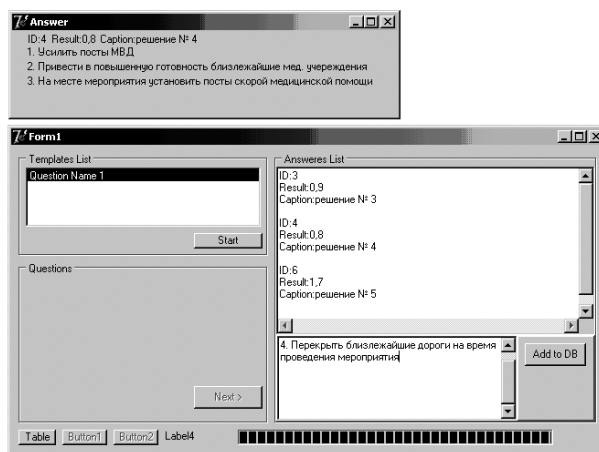 Answer
ID:4 Result:0,8 Caption:решение № 4
1. Усилить посты МВД
2. Привести в повышенную готовность близлежайшие мед. учереждения
3. На месте мероприятия установить посты скорой медицинской помощи
Form1
Templates List
Question Name 1
Start
Questions
Next >
Answeres List
ID:3
Result:0,9
Caption:решение № 3
ID:4
Result:0,8
Caption:решение № 4
ID:6
Result:1,7
Caption:решение № 5
4. Перекрыть близлежайшие дороги на время
проведения мероприятия
Add to DB
Table Button1 Button2 Label4